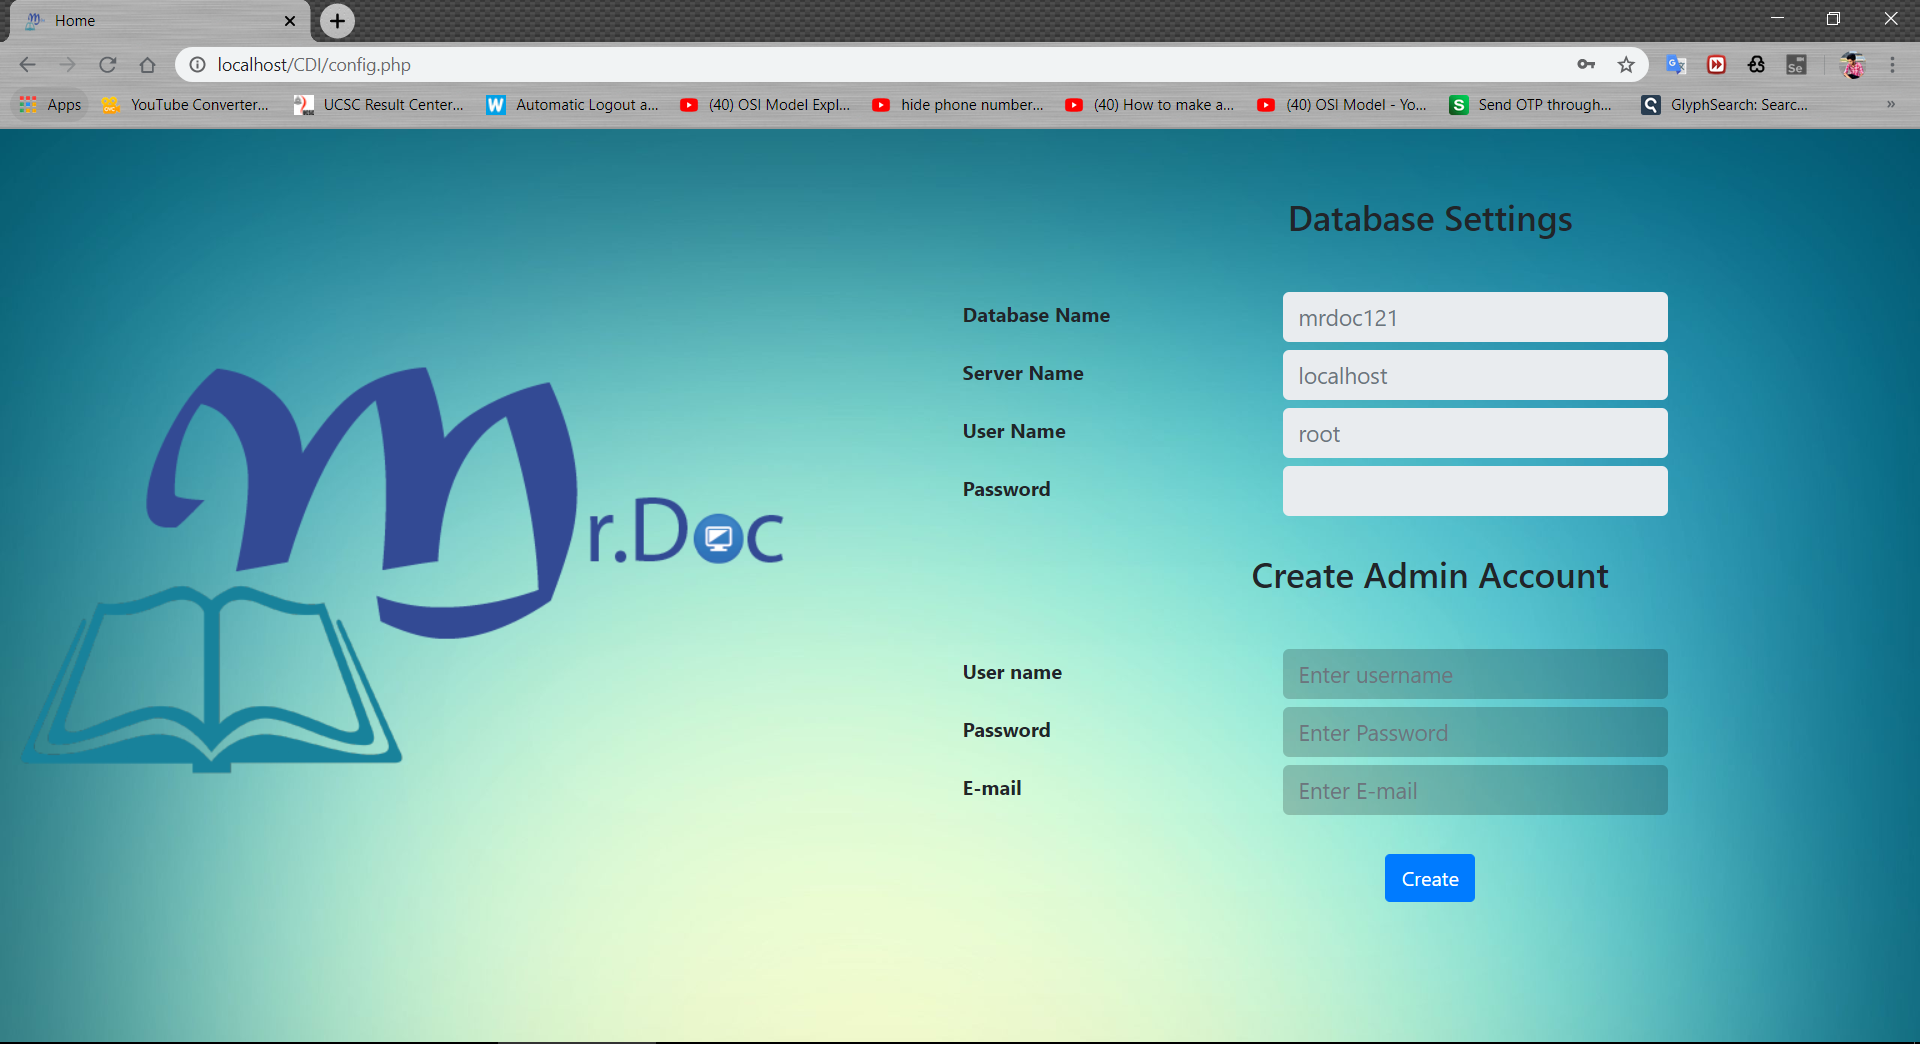 Home
localhost/CDI/config.php
Apps
YouTube Converter...
UCSC Result Center...
W
Automatic Logout a...
(40) OSI Model Expl...
hide phone number...
(40) How to make a...
(40) OSI Model - Yo...
S
Send OTP through...
GlyphSearch: Searc...
»
Se
Mr.Doc
Database Settings
Database Name
mrdoc121
Server Name
localhost
User Name
root
Password
Create Admin Account
User name
Enter username
Password
Enter Password
E-mail
Enter E-mail
Create